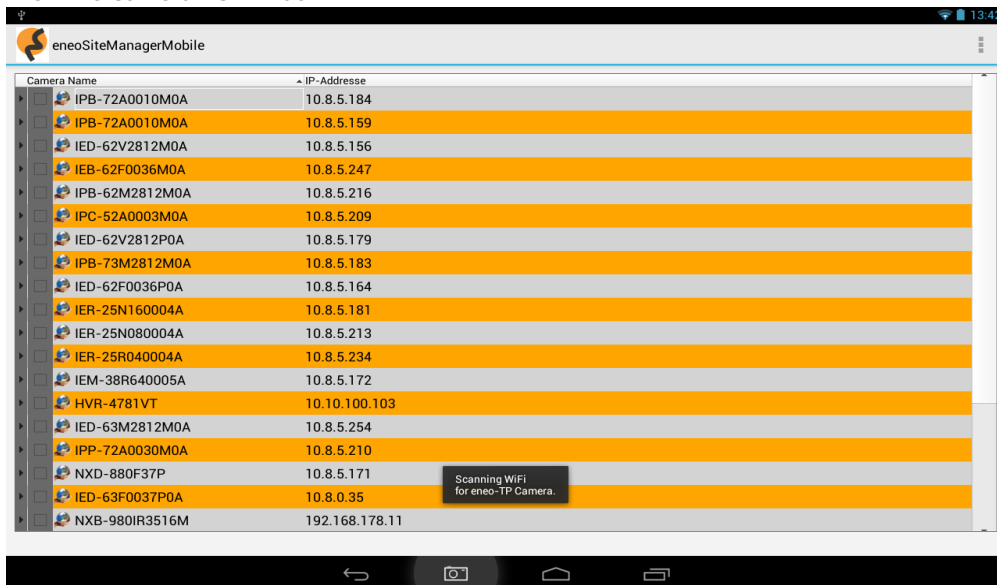 13:42
eneoSiteManagerMobile
Camera Name IP-Addresse
IPB-72A0010M0A 10.8.5.184
IPB-72A0010M0A 10.8.5.159
IED-62V2812M0A 10.8.5.156
IEB-62F0036M0A 10.8.5.247
IPB-62M2812M0A 10.8.5.216
IPC-52A0003M0A 10.8.5.209
IED-62V2812P0A 10.8.5.179
IPB-73M2812M0A 10.8.5.183
IED-62F0036P0A 10.8.5.164
IER-25N160004A 10.8.5.181
IER-25N080004A 10.8.5.213
IER-25R040004A 10.8.5.234
IEM-38R640005A 10.8.5.172
HVR-4781VT 10.10.100.103
IED-63M2812M0A 10.8.5.254
IPP-72A0030M0A 10.8.5.210
NXD-880F37P 10.8.5.171
Scanning WiFi
for eneo-TP Camera.
IED-63F0037P0A 10.8.0.35
NXB-980IR3516M 192.168.178.11